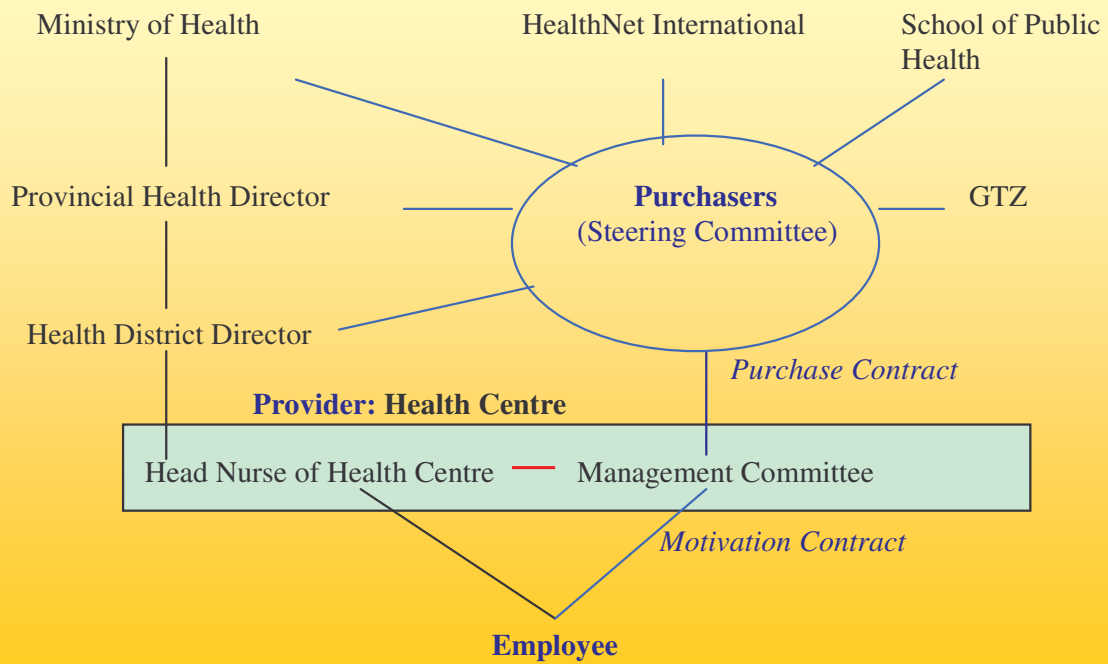 Ministry of Health
HealthNet International
School of Public
Health
Provincial Health Director
Purchasers
(Steering Committee)
GTZ
Health District Director
Purchase Contract
Provider: Health Centre
Head Nurse of Health Centre
Management Committee
Motivation Contract
Employee